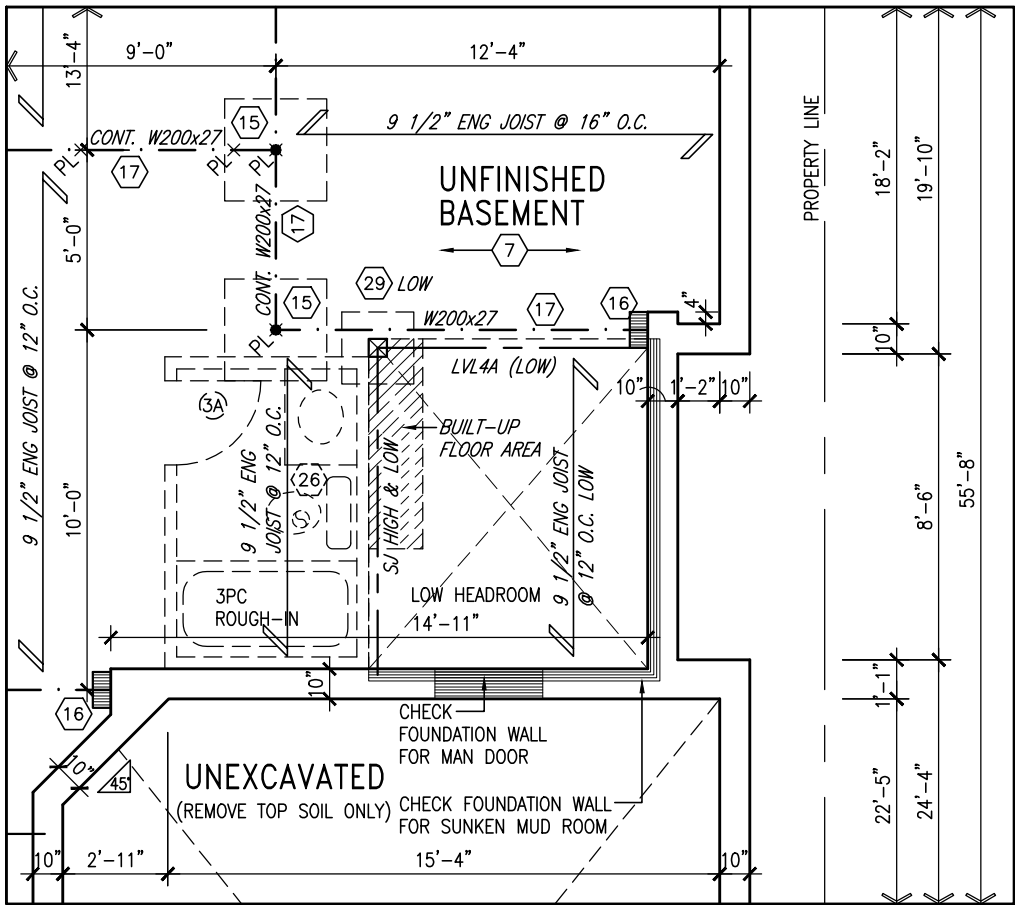 9'-0"
12'-4"
13'-4"
15
9 1/2" ENG JOIST @ 16" O.C.
CONT. W200x27
PL
PL
PL
17
UNFINISHED
BASEMENT
7
PROPERTY LINE
18'-2"
19'-10"
17
CONT. W200x27
5'-0"
29 LOW
15
W200x27
17
16
4"
PL
LVL4A (LOW)
10"
10"
1'-2"
10"
3A
BUILT-UP
FLOOR AREA
9 1/2" ENG JOIST @ 12" O.C.
10'-0"
9 1/2" ENG
JOIST @ 12" O.C.
26
SJ HIGH & LOW
9 1/2" ENG JOIST
@ 12" O.C. LOW
8'-6"
55'-8"
3PC
ROUGH-IN
LOW HEADROOM
14'-11"
10"
16
1'-1"
CHECK
FOUNDATION WALL
FOR MAN DOOR
10"
45°
UNEXCAVATED
(REMOVE TOP SOIL ONLY)
CHECK FOUNDATION WALL
FOR SUNKEN MUD ROOM
22'-5"
24'-4"
10"
2'-11"
15'-4"
10"